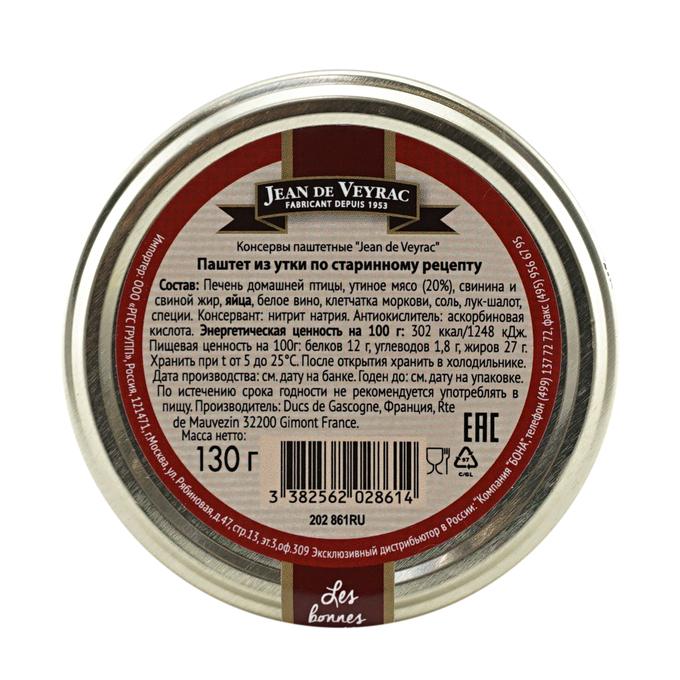 JEAN DE VEYRAC
FABRICANT DEPUIS 1953
Консервы паштетные "Jean de Veyrac"
Паштет из утки по старинному рецепту
Состав: Печень домашней птицы, утиное мясо (20%), свинина и
свиной жир, яйца, белое вино, клетчатка моркови, соль, лук-шалот,
специи. Консервант: нитрит натрия. Антиокислитель: аскорбиновая
кислота. Энергетическая ценность на 100 г: 302 ккал/1248 кДж.
Пищевая ценность на 100г: белков 12 г, углеводов 1,8 г, жиров 27 г.
Хранить при t от 5 до 25°С. После открытия хранить в холодильнике.
Дата производства: см. дату на банке. Годен до: см. дату на упаковке.
По истечению срока годности не рекомендуется употреблять в
пищу. Производитель: Ducs de Gascogne, Франция, Rte
de Mauvezin 32200 Gimont France.
Масса нетто:
130 г
EAC
97
C/GL
3 382562 028614
202 861RU
Импортер: ООО «РГС ГРУПП», Россия, 121471, г.Москва, ул. Рябиновая, д.47, стр.13, эт.3,оф.309 Эксклюзивный дистрибьютор в России: "Компания "БОНА", телефон (499) 137 72 72, факс (495) 956 67 95
Les
bonnes